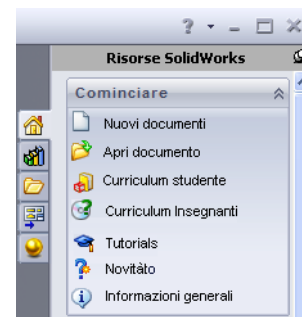 Risorse SolidWorks
Cominciare
Nuovi documenti
Apri documento
Curriculum studente
Curriculum Insegnanti
Tutorials
Novitàto
Informazioni generali